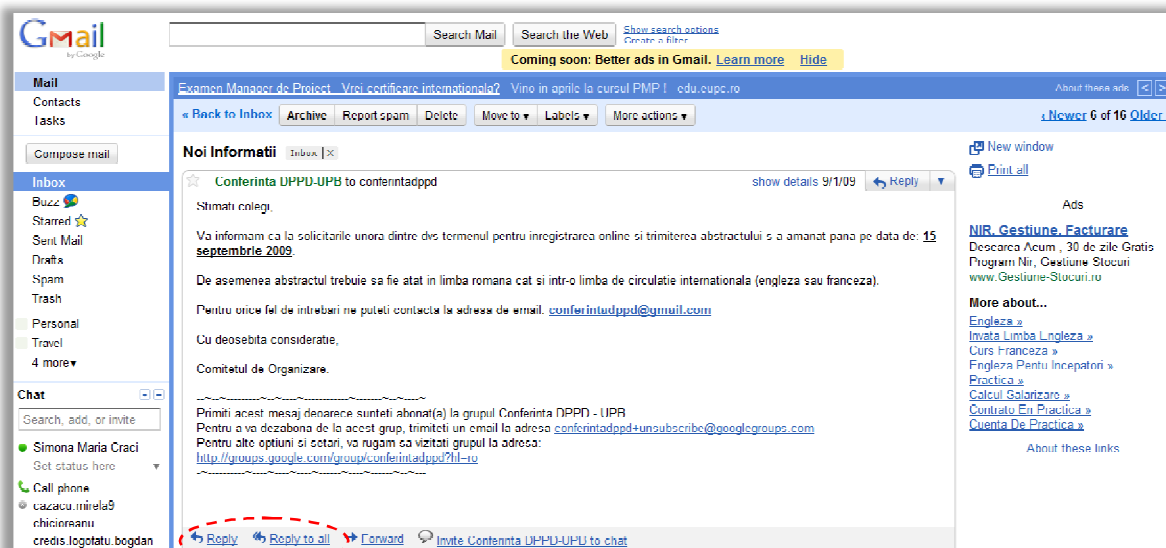 Gmail
by Google
Search Mail
Search the Web
Show search options
Create a filter
Coming soon: Better ads in Gmail. Learn more Hide
Mail
Contacts
Tasks
Compose mail
Inbox
Buzz
Starred
Sent Mail
Drafts
Spam
Trash
Personal
Travel
4 more▾
Chat
Search, add, or invite
Simona Maria Craci
Set status here
Call phone
cazacu.mirela9
chicioreanu
credis.logofatu.bogdan
Examen Manager de Proiect Vrei certificare internationala? Vino in aprile la cursul PMP ! edu.eupc.ro
About these ads < >
« Back to Inbox Archive Report spam Delete Move to ▾ Labels ▾ More actions ▾
‹ Newer 6 of 16 Older
Noi Informatii Inbox x
Conferinta DPPD-UPB to conferintadppd
show details 9/1/09 Reply ▾
Stimati colegi,
Va informam ca la solicitarile unora dintre dvs termenul pentru inregistrarea online si trimiterea abstractului s-a amanat pana pe data de: 15
septembrie 2009.
De asemenea abstractul trebuie sa fie atat in limba romana cat si intr-o limba de circulatie internationala (engleza sau franceza).
Pentru orice fel de intrebari ne puteti contacta la adresa de email: conferintadppd@gmail.com
Cu deosebita consideratie,
Comitetul de Organizare.
Primiti acest mesaj deoarece sunteti abonat(a) la grupul Conferinta DPPD - UPB
Pentru a va dezabona de la acest grup, trimiteti un email la adresa conferintadppd+unsubscribe@googlegroups.com
Pentru alte optiuni si setari, va rugam sa vizitati grupul la adresa:
http://groups.google.com/group/conferintadppd?hl=ro
Reply Reply to all Forward Invite Conferinta DPPD-UPB to chat
New window
Print all
Ads
NIR, Gestiune, Facturare
Descarca Acum , 30 de zile Gratis
Program Nir, Gestiune Stocuri
www.Gestiune-Stocuri.ro
More about...
Engleza »
Invata Limba Engleza »
Curs Franceza »
Engleza Pentu Incepatori »
Practica »
Calcul Salarizare »
Contrato En Practica »
Cuenta De Practica »
About these links